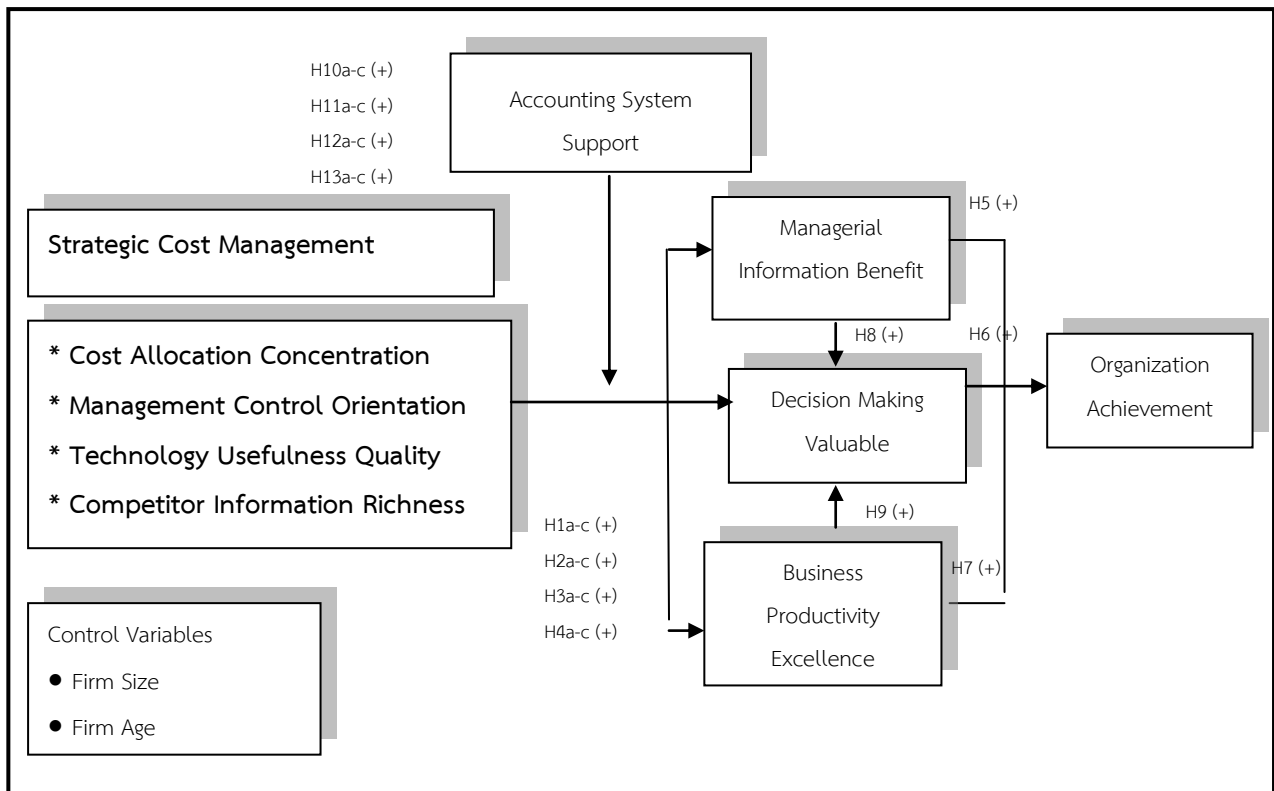 H10a-c (+)
H11a-c (+)
H12a-c (+)
H13a-c (+)
Accounting System
Support
Strategic Cost Management
* Cost Allocation Concentration
* Management Control Orientation
* Technology Usefulness Quality
* Competitor Information Richness
Control Variables
● Firm Size
● Firm Age
H1a-c (+)
H2a-c (+)
H3a-c (+)
H4a-c (+)
Managerial
Information Benefit
H5 (+)
H8 (+)
H6 (+)
Decision Making
Valuable
H9 (+)
Business
Productivity
Excellence
H7 (+)
Organization
Achievement